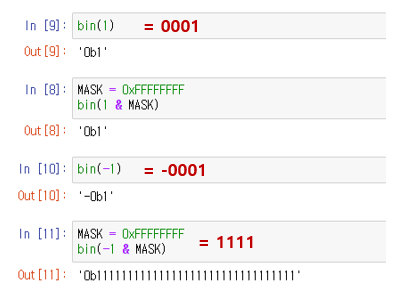 In [9]: bin(1) = 0001
Out[9]: '0b1'
In [8]: MASK = 0xFFFFFFFF
bin(1 & MASK)
Out[8]: '0b1'
In [10]: bin(-1) = -0001
Out[10]: '-0b1'
In [11]: MASK = 0xFFFFFFFF
bin(-1 & MASK) = 1111
Out[11]: '0b11111111111111111111111111111111'